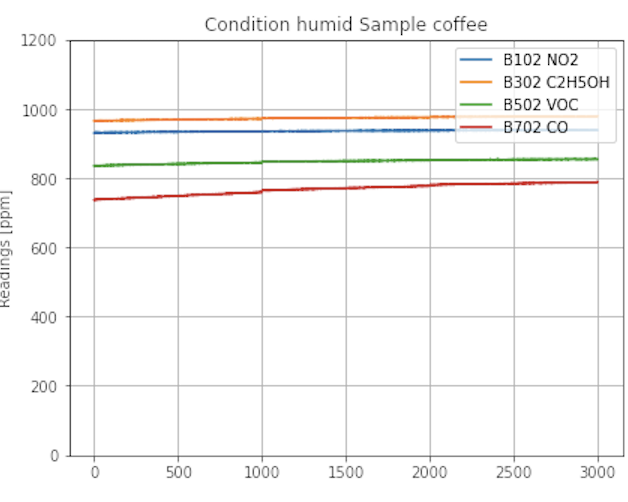 Condition humid Sample coffee
1200
1000
800
600
400
200
0
Readings [ppm]
B102 NO2
B302 C2H5OH
B502 VOC
B702 CO
0 500 1000 1500 2000 2500 3000